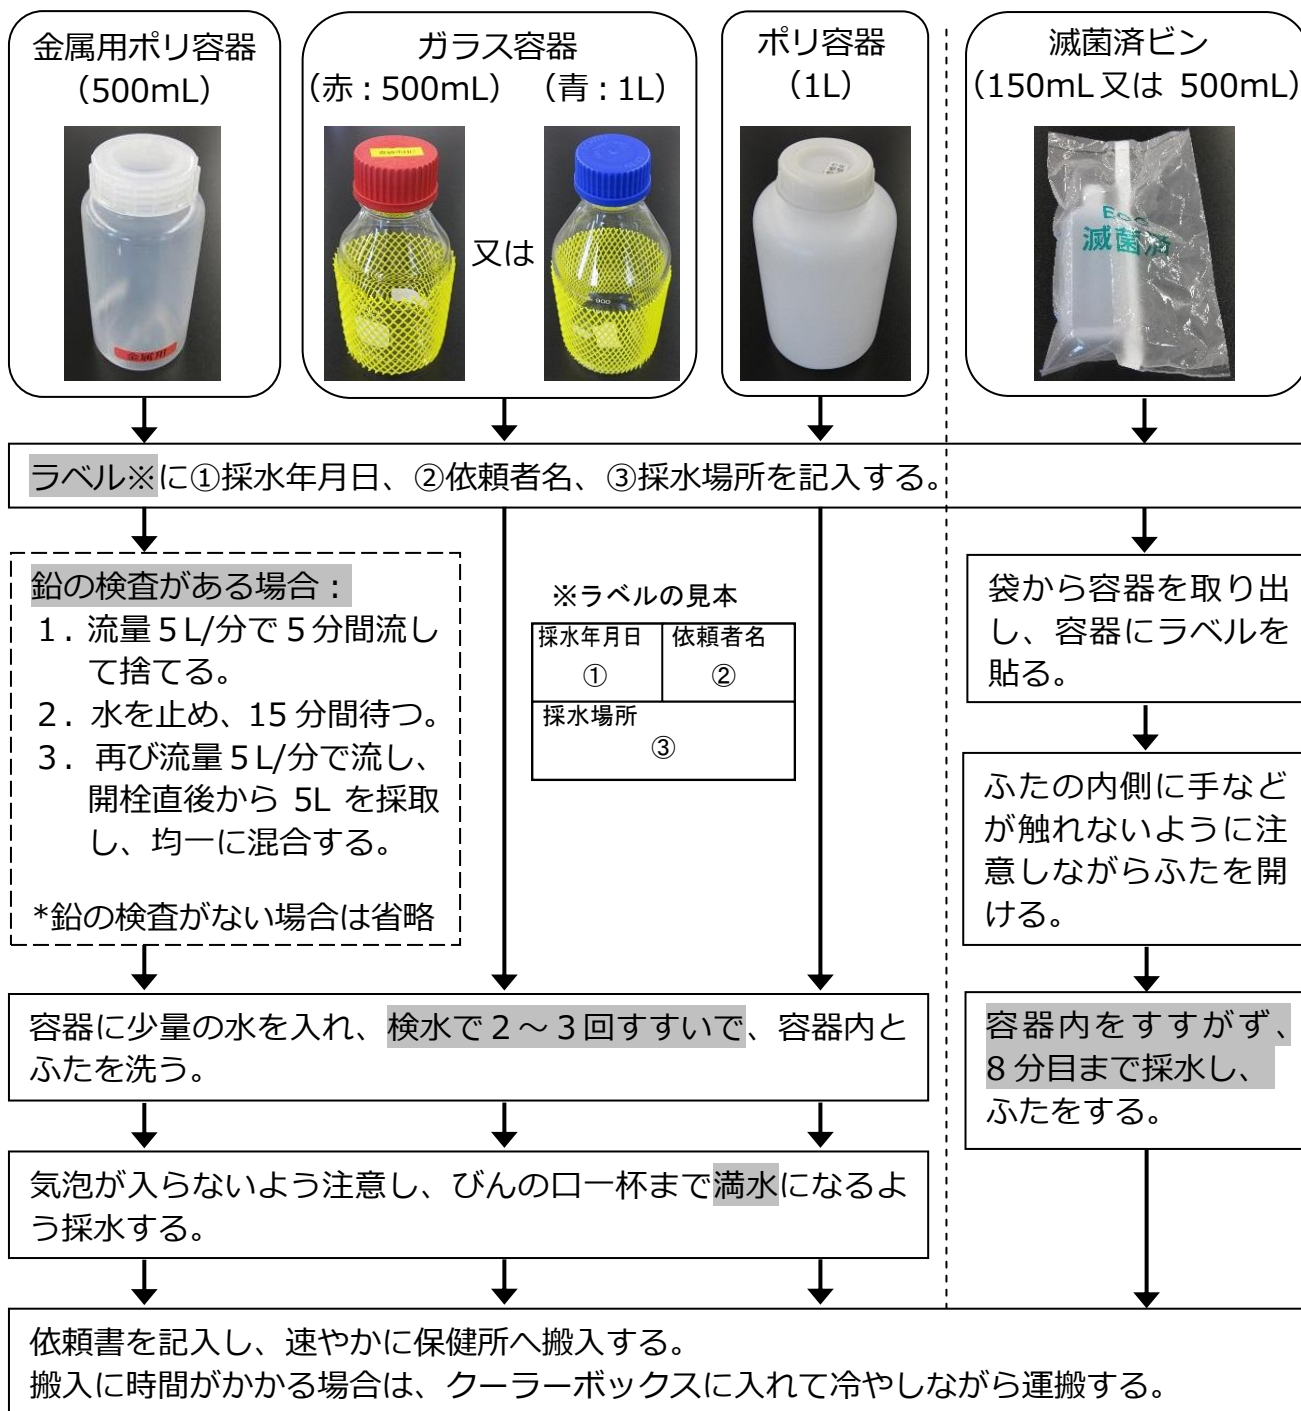 金属用ポリ容器
(500mL)
ガラス容器
(赤:500mL) (青:1L)
ポリ容器
(1L)
滅菌済ビン
(150mL又は 500mL)
金属用
又は
900
EOG
滅菌済
ラベル※に①採水年月日、②依頼者名、③採水場所を記入する。
鉛の検査がある場合:
1. 流量5L/分で5分間流し
て捨てる。
2. 水を止め、15分間待つ。
3. 再び流量5L/分で流し、
開栓直後から 5L を採取
し、均一に混合する。
*鉛の検査がない場合は省略
※ラベルの見本
採水年月日
①
依頼者名
②
採水場所
③
容器に少量の水を入れ、検水で2~3回すすいで、容器内と
ふたを洗う。
気泡が入らないよう注意し、びんの口一杯まで満水になるよ
う採水する。
袋から容器を取り出
し、容器にラベルを
貼る。
ふたの内側に手など
が触れないように注
意しながらふたを開
ける。
容器内をすすがず、
8分目まで採水し、
ふたをする。
依頼書を記入し、速やかに保健所へ搬入する。
搬入に時間がかかる場合は、クーラーボックスに入れて冷やしながら運搬する。